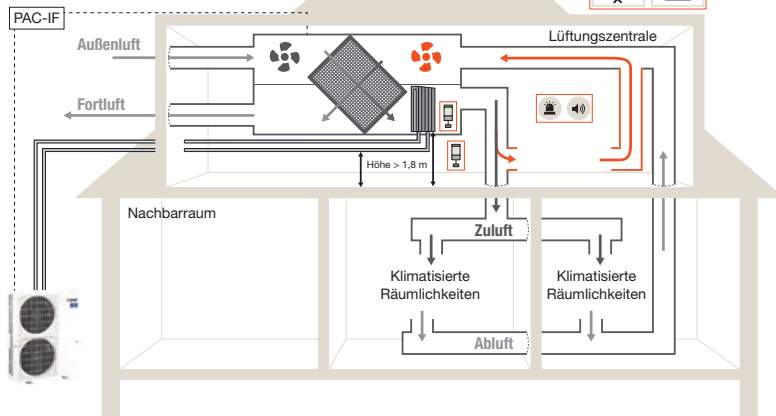 PAC-IF
Außenluft
Lüftungszentrale
Fortluft
Höhe > 1,8 m
Nachbarraum
Zuluft
Klimatisierte
Räumlichkeiten
Klimatisierte
Räumlichkeiten
Abluft